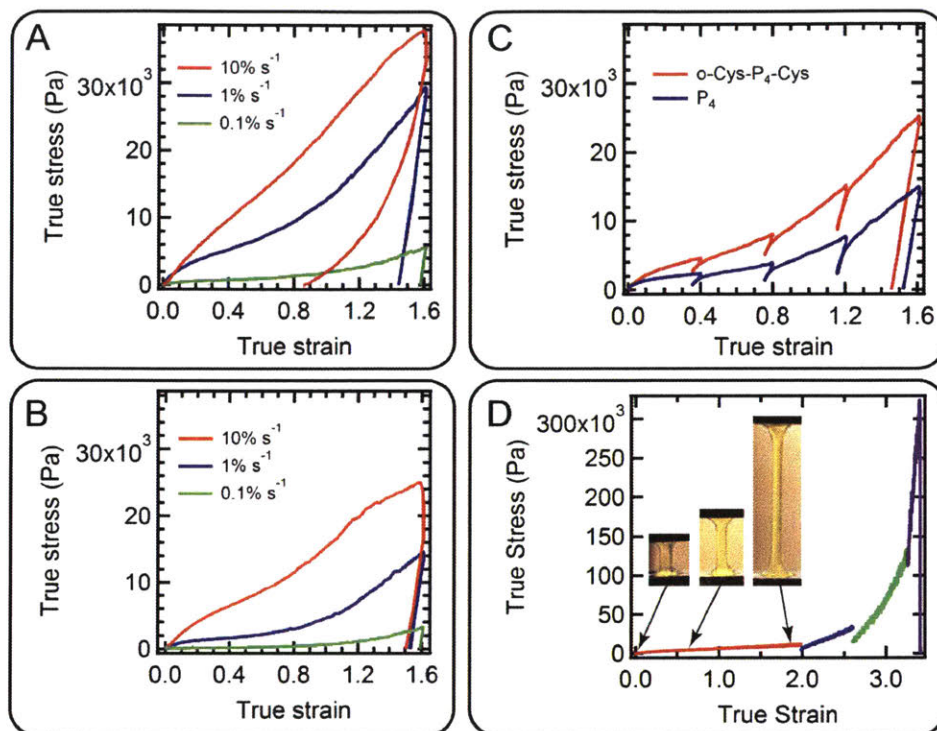 A
True stress (Pa)
30x10³
20
10
0
10% s⁻¹
1% s⁻¹
0.1% s⁻¹
0.0 0.4 0.8 1.2 1.6
True strain
C
True stress (Pa)
30x10³
20
10
0
o-Cys-P₄-Cys
P₄
0.0 0.4 0.8 1.2 1.6
True strain
B
True stress (Pa)
30x10³
20
10
0
10% s⁻¹
1% s⁻¹
0.1% s⁻¹
0.0 0.4 0.8 1.2 1.6
True strain
D
True Stress (Pa)
300x10³
250
200
150
100
50
0
0.0 1.0 2.0 3.0
True Strain